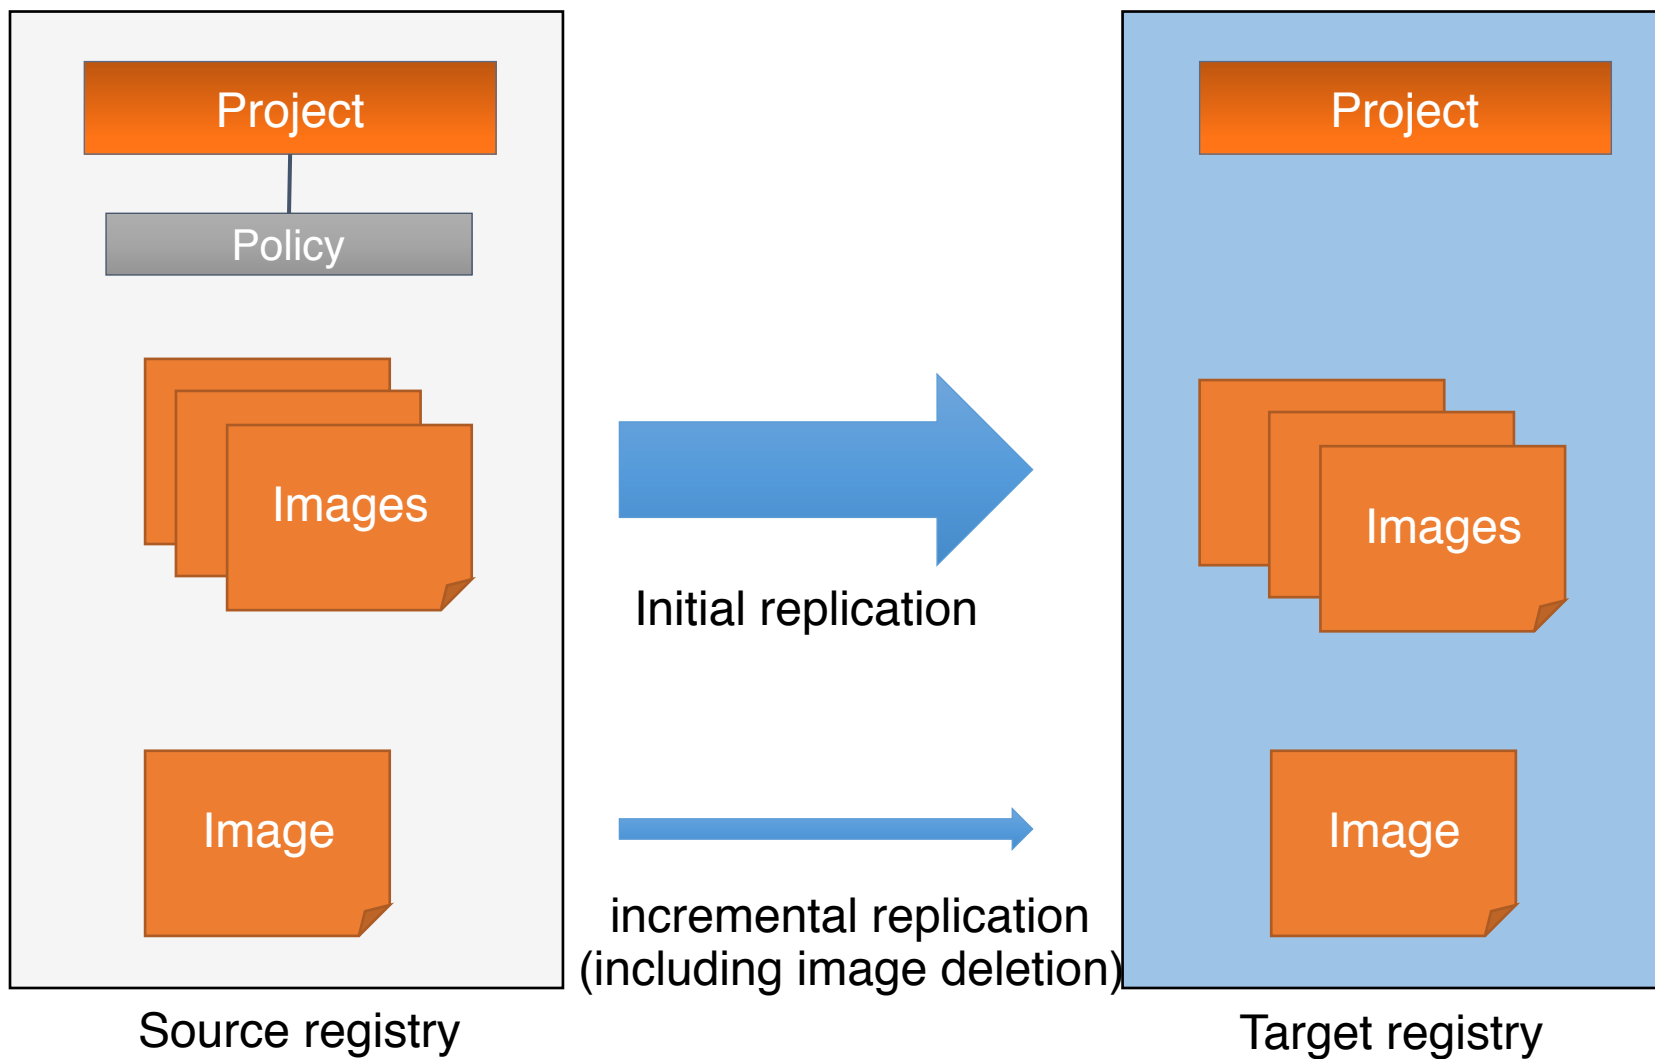 Project
Policy
Images
Image
Source registry
Initial replication
incremental replication
(including image deletion)
Project
Images
Image
Target registry